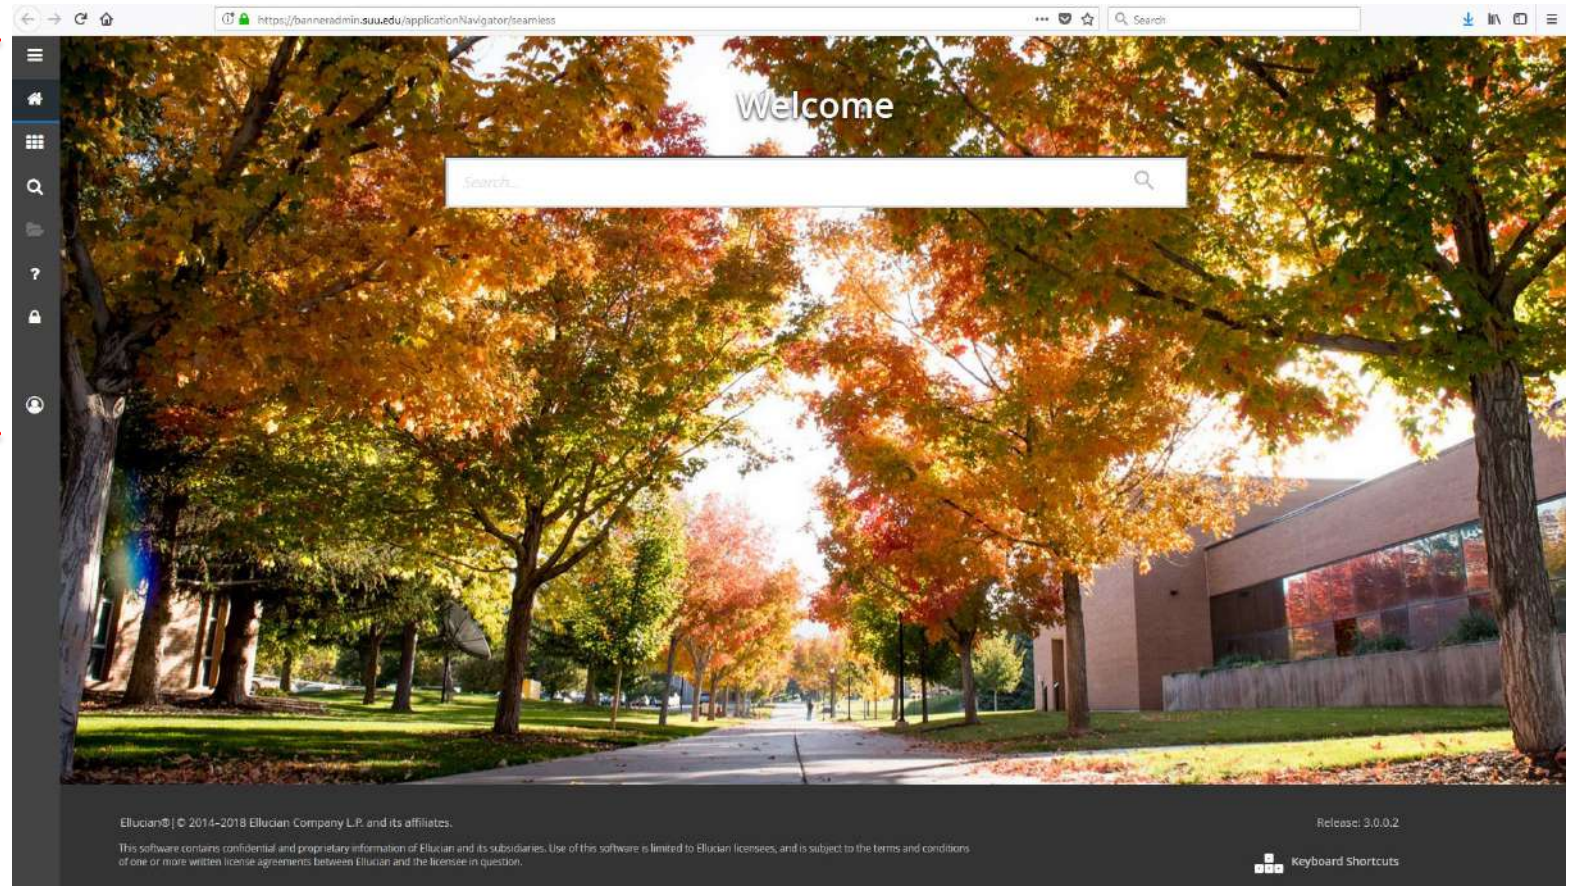 https://banneradmin.suu.edu/applicationNavigator/seamless
Search
Welcome
Search...
Ellucian® | © 2014–2018 Ellucian Company L.P. and its affiliates.
Release: 3.0.0.2
This software contains confidential and proprietary information of Ellucian and its subsidiaries. Use of this software is limited to Ellucian licensees, and is subject to the terms and conditions
of one or more written license agreements between Ellucian and the licensee in question.
Keyboard Shortcuts